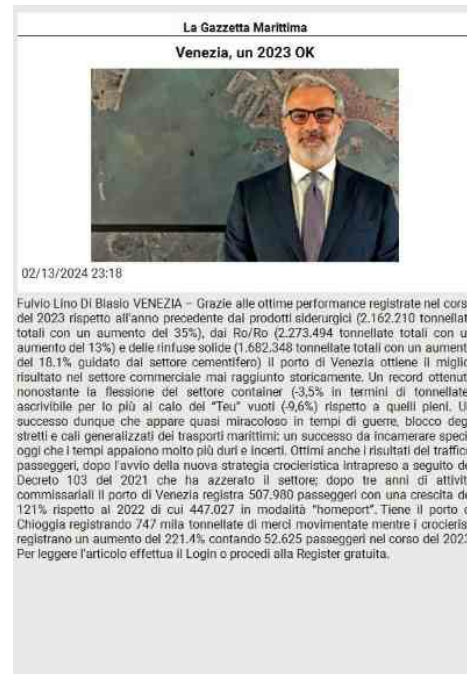 La Gazzetta Marittima
Venezia, un 2023 OK
02/13/2024 23:18
Fulvio Lino Di Blasio VENEZIA – Grazie alle ottime performance registrate nel cors
del 2023 rispetto all'anno precedente dai prodotti siderurgici (2.162.210 tonnellat
totali con un aumento del 35%), dai Ro/Ro (2.273.494 tonnellate totali con u
aumento del 13%) e delle rinfuse solide (1.682.348 tonnellate totali con un aument
del 18.1% guidato dal settore cementifero) il porto di Venezia ottiene il miglio
risultato nel settore commerciale mai raggiunto storicamente. Un record ottenut
nonostante la flessione del settore container (-3,5% in termini di tonnellate
ascrivibile per lo più al calo del "Teu" vuoti (-9,6%) rispetto a quelli pieni. U
successo dunque che appare quasi miracoloso in tempi di guerre, blocco deg
stretti e cali generalizzati dei trasporti marittimi: un successo da incamerare speci
oggi che i tempi appaiono molto più duri e incerti. Ottimi anche i risultati del traffic
passeggeri, dopo l'avvio della nuova strategia crocieristica intrapreso a seguito de
Decreto 103 del 2021 che ha azzerato il settore; dopo tre anni di attivit
commissariali il porto di Venezia registra 507.980 passeggeri con una crescita de
121% rispetto al 2022 di cui 447.027 in modalità "homeport". Tiene il porto d
Chioggia registrando 747 mila tonnellate di merci movimentate mentre i crocieris
registrano un aumento del 221.4% contando 52.625 passeggeri nel corso del 2023
Per leggere l'articolo effettua il Login o procedi alla Register gratuita.